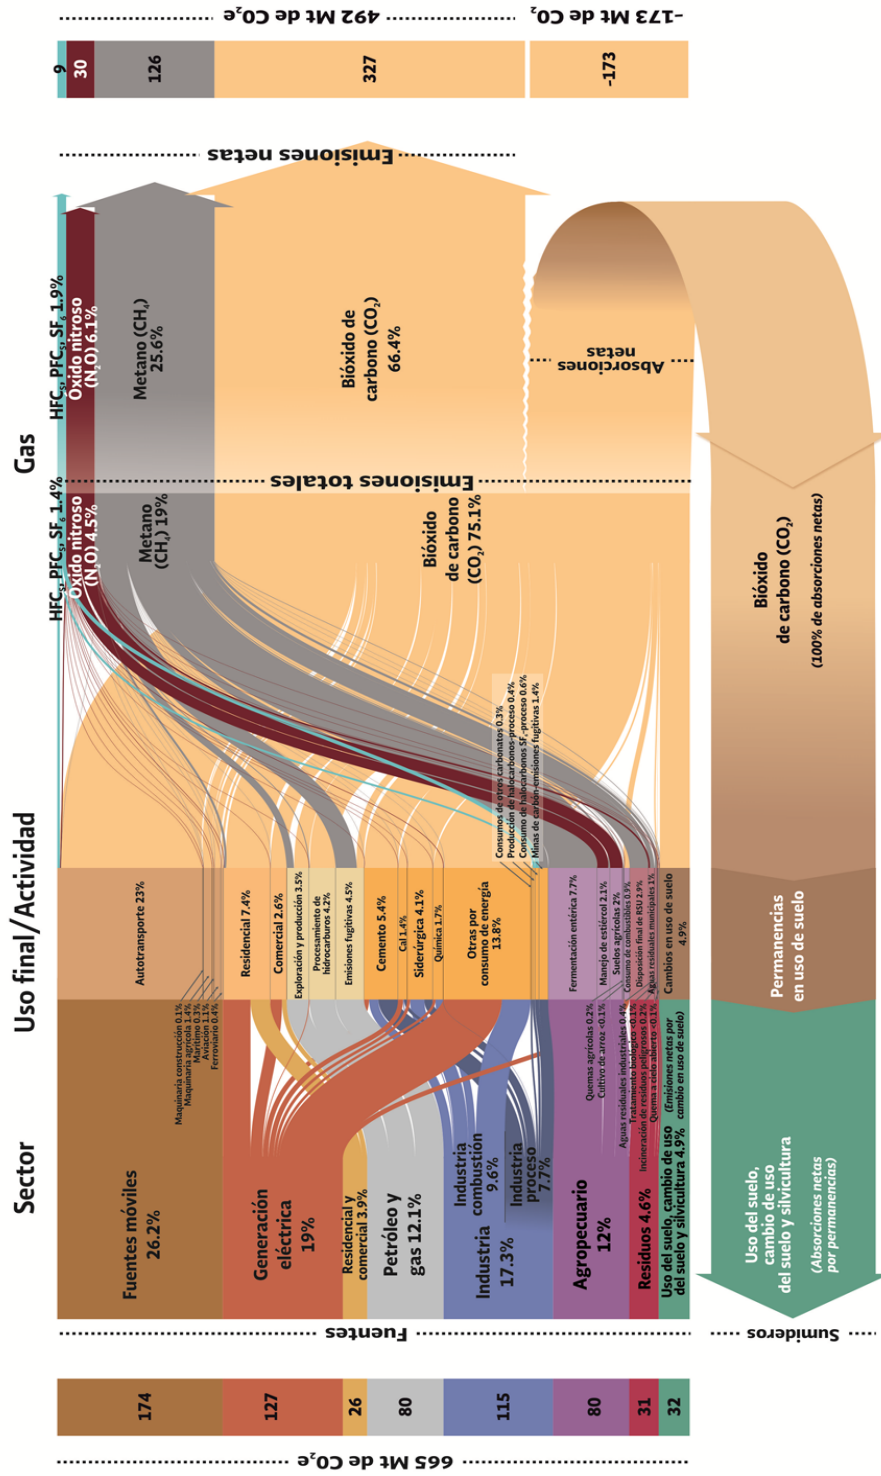 Sector
Uso final/Actividad
Gas
665 Mt de CO₂e
174
127
26
80
115
80
31
32
Fuentes
Sumideros
Fuentes móviles
26.2%
Generación
eléctrica
19%
Residencial y
comercial 3.9%
Petróleo y
gas 12.1%
Industria
17.3%
Industria
combustión
9.6%
Industria
proceso
7.7%
Agropecuario
12%
Residuos 4.6%
Uso del suelo, cambio de uso
del suelo y silvicultura 4.9%
(Emisiones netas por
cambio en uso de suelo)
Uso del suelo,
cambio de uso
del suelo y silvicultura
(Absorciones netas
por permanencias)
Maquinaria construcción 0.1%
Maquinaria agrícola 1.4%
Marítimo 0.3%
Aviación 1.1%
Ferroviario 0.4%
Quemas agrícolas 0.2%
Cultivo de arroz <0.1%
Aguas residuales industriales 0.4%
Tratamiento biológico <0.1%
Incineración de residuos peligrosos 0.2%
Quema a cielo abierto <0.1%
Autotransporte 23%
Residencial 7.4%
Comercial 2.6%
Exploración y producción 3.5%
Procesamiento de
hidrocarburos 4.2%
Emisiones fugitivas 4.5%
Cemento 5.4%
Cal 1.4%
Siderúrgica 4.1%
Química 1.7%
Otras por
consumo de energía
13.8%
Fermentación entérica 7.7%
Manejo de estiércol 2.1%
Suelos agrícolas 2%
Consumo de combustibles 0.9%
Disposición final de RSU 2.9%
Aguas residuales municipales 1%
Cambios en uso de suelo
4.9%
Permanencias
en uso de suelo
Consumos de otros carbonatos 0.3%
Producción de halocarbonos-proceso 0.4%
Consumo de halocarbonos SF₆-proceso 0.6%
Minas de carbón-emisiones fugitivas 1.4%
HFCs, PFCs, SF₆ 1.4%
Óxido nitroso
(N₂O) 4.5%
Metano
(CH₄) 19%
Bióxido
de carbono
(CO₂) 75.1%
Emisiones totales
HFCs, PFCs, SF₆ 1.9%
Óxido nitroso
(N₂O) 6.1%
Metano (CH₄)
25.6%
Bióxido de
carbono (CO₂)
66.4%
Absorciones
netas
Bióxido
de carbono (CO₂)
(100% de absorciones netas)
Emisiones netas
9
30
126
327
-173
492 Mt de CO₂e
-173 Mt de CO₂